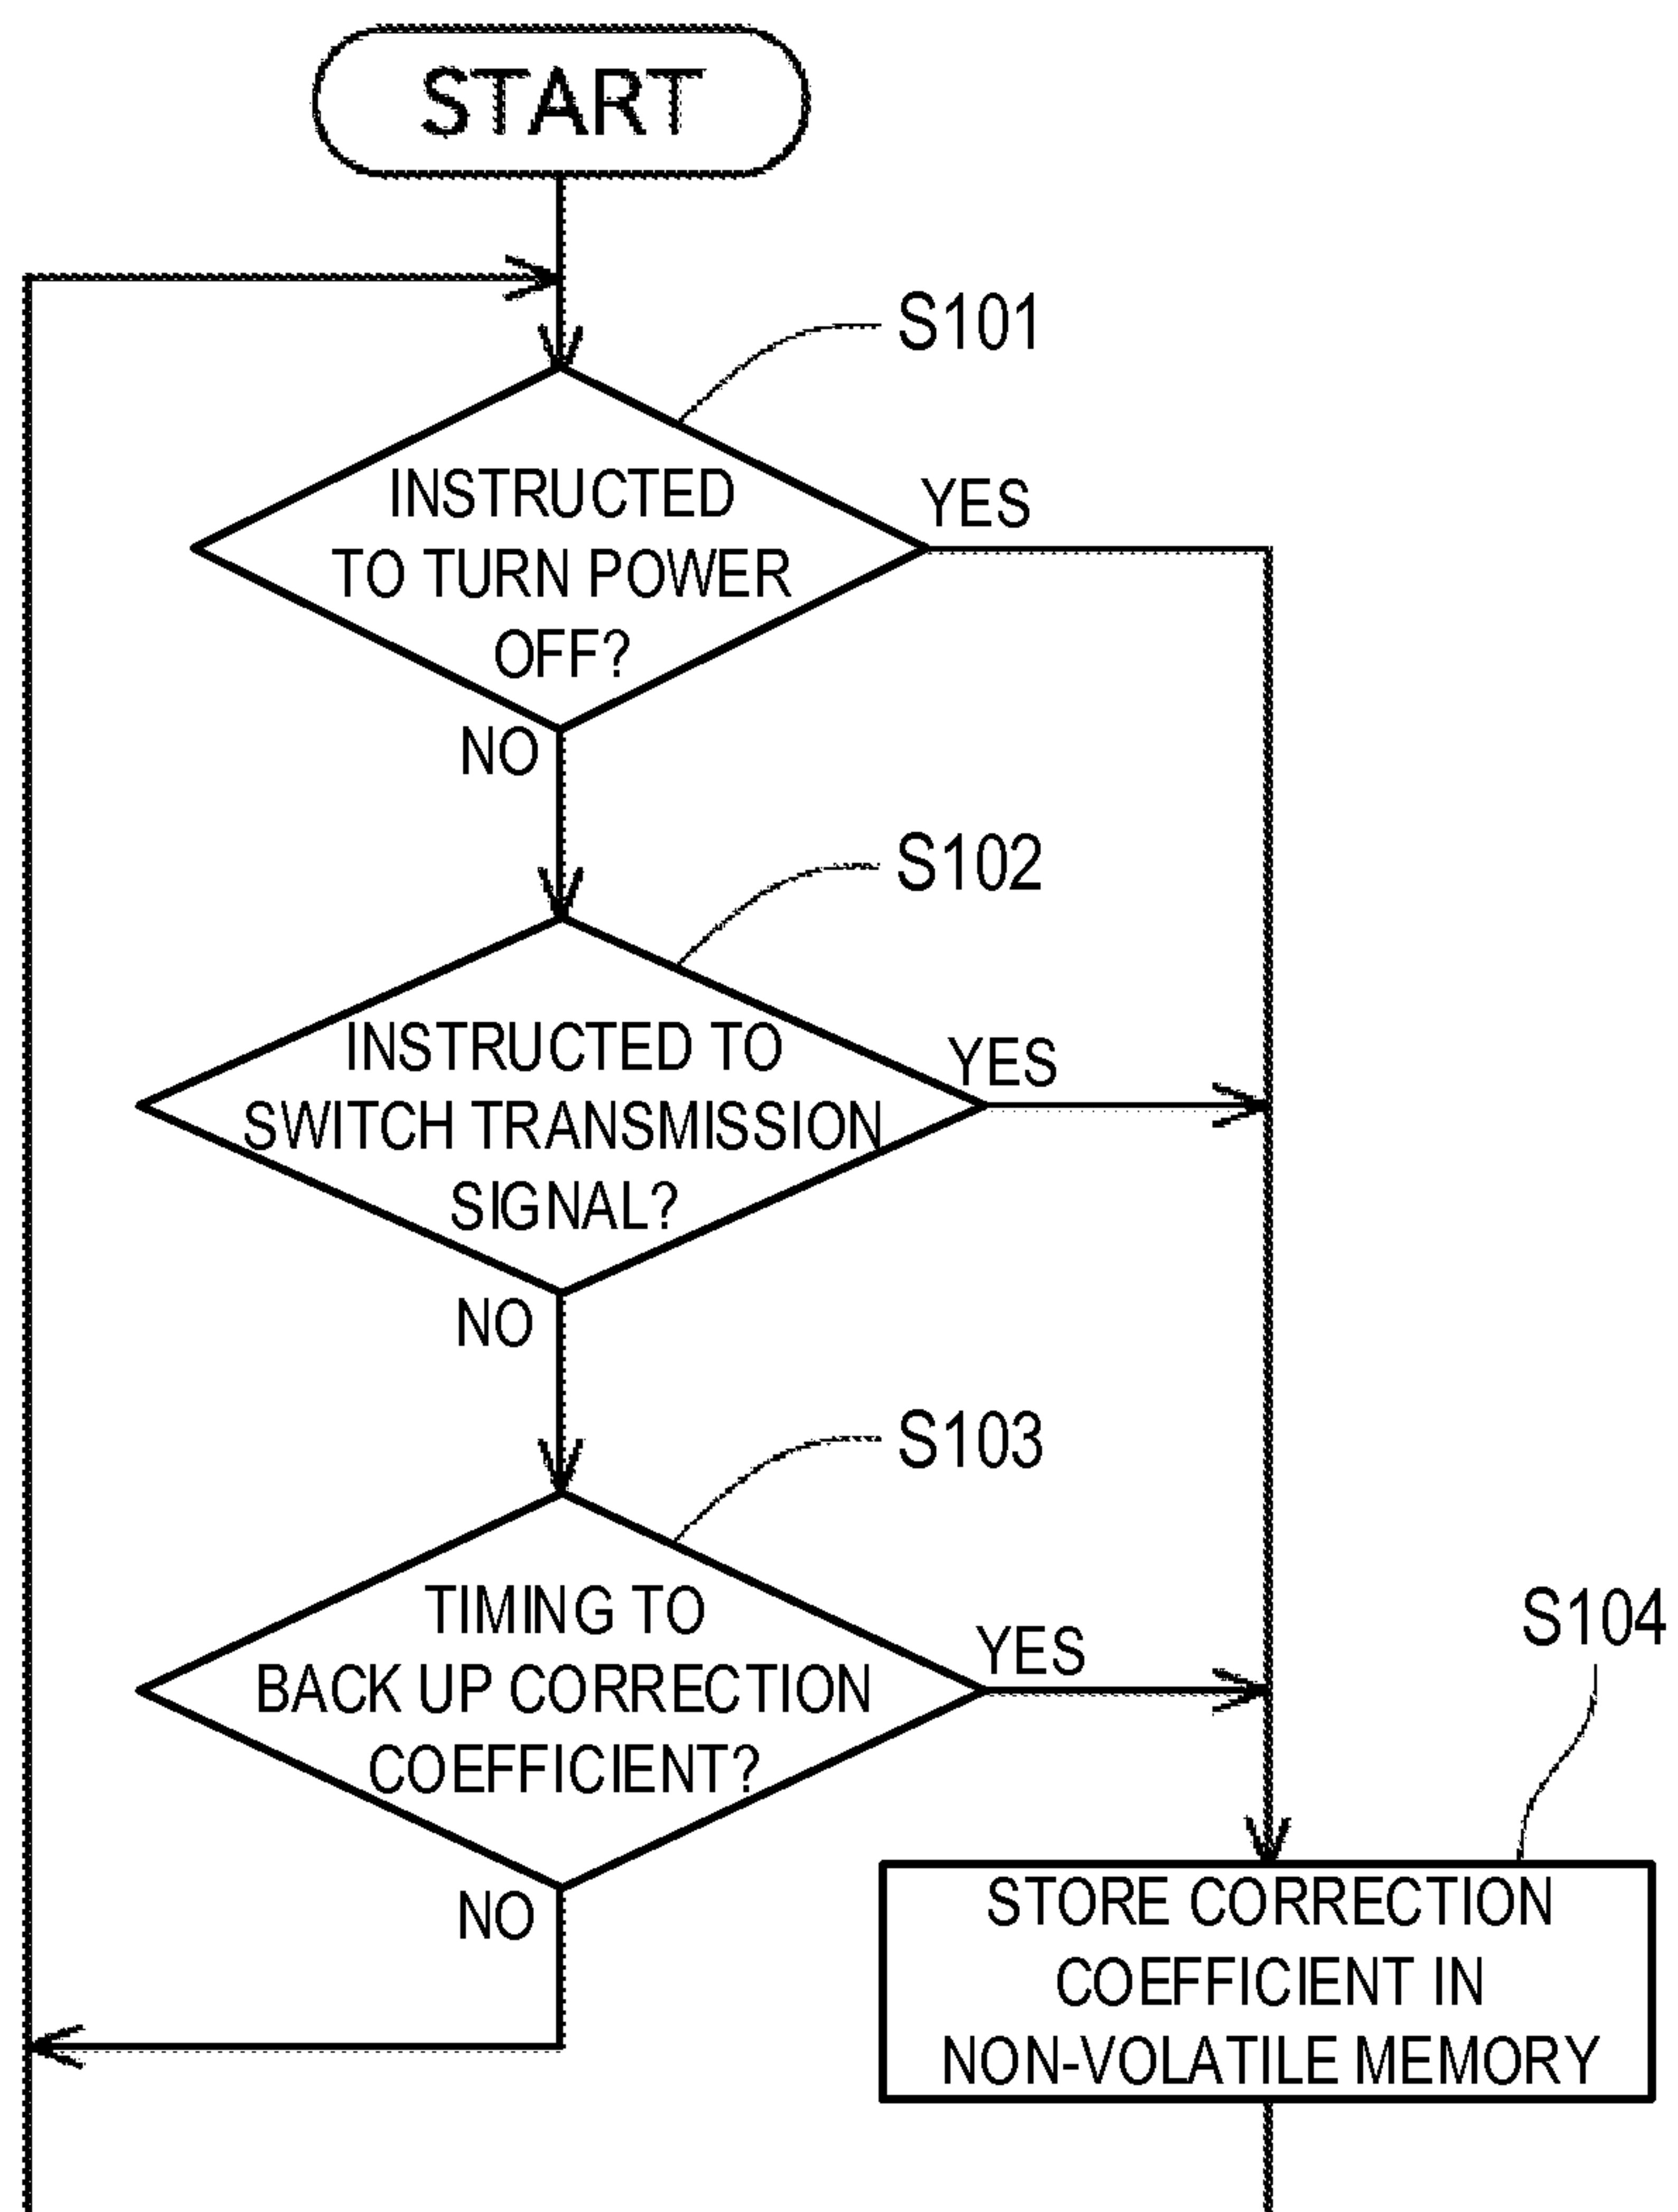 START
S101
INSTRUCTED
TO TURN POWER
OFF?
YES
NO
S102
INSTRUCTED TO
SWITCH TRANSMISSION
SIGNAL?
YES
NO
S103
TIMING TO
BACK UP CORRECTION
COEFFICIENT?
YES
NO
S104
STORE CORRECTION
COEFFICIENT IN
NON-VOLATILE MEMORY